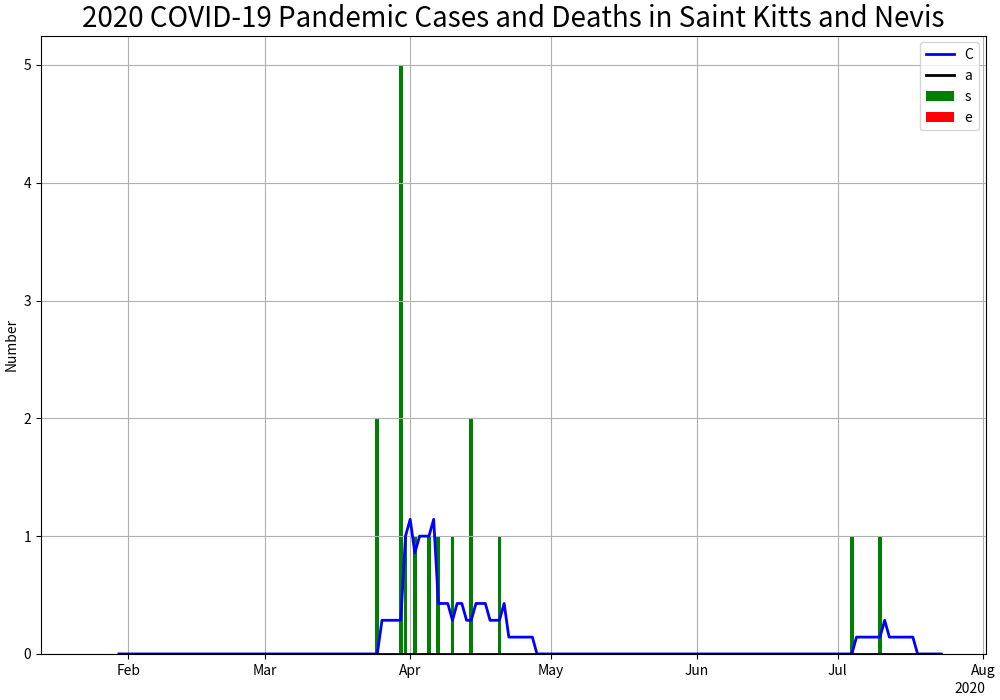 2020 COVID-19 Pandemic Cases and Deaths in Saint Kitts and Nevis
C
a
s
e
Number
5
4
3
2
1
0
Feb
Mar
Apr
May
Jun
Jul
Aug
2020